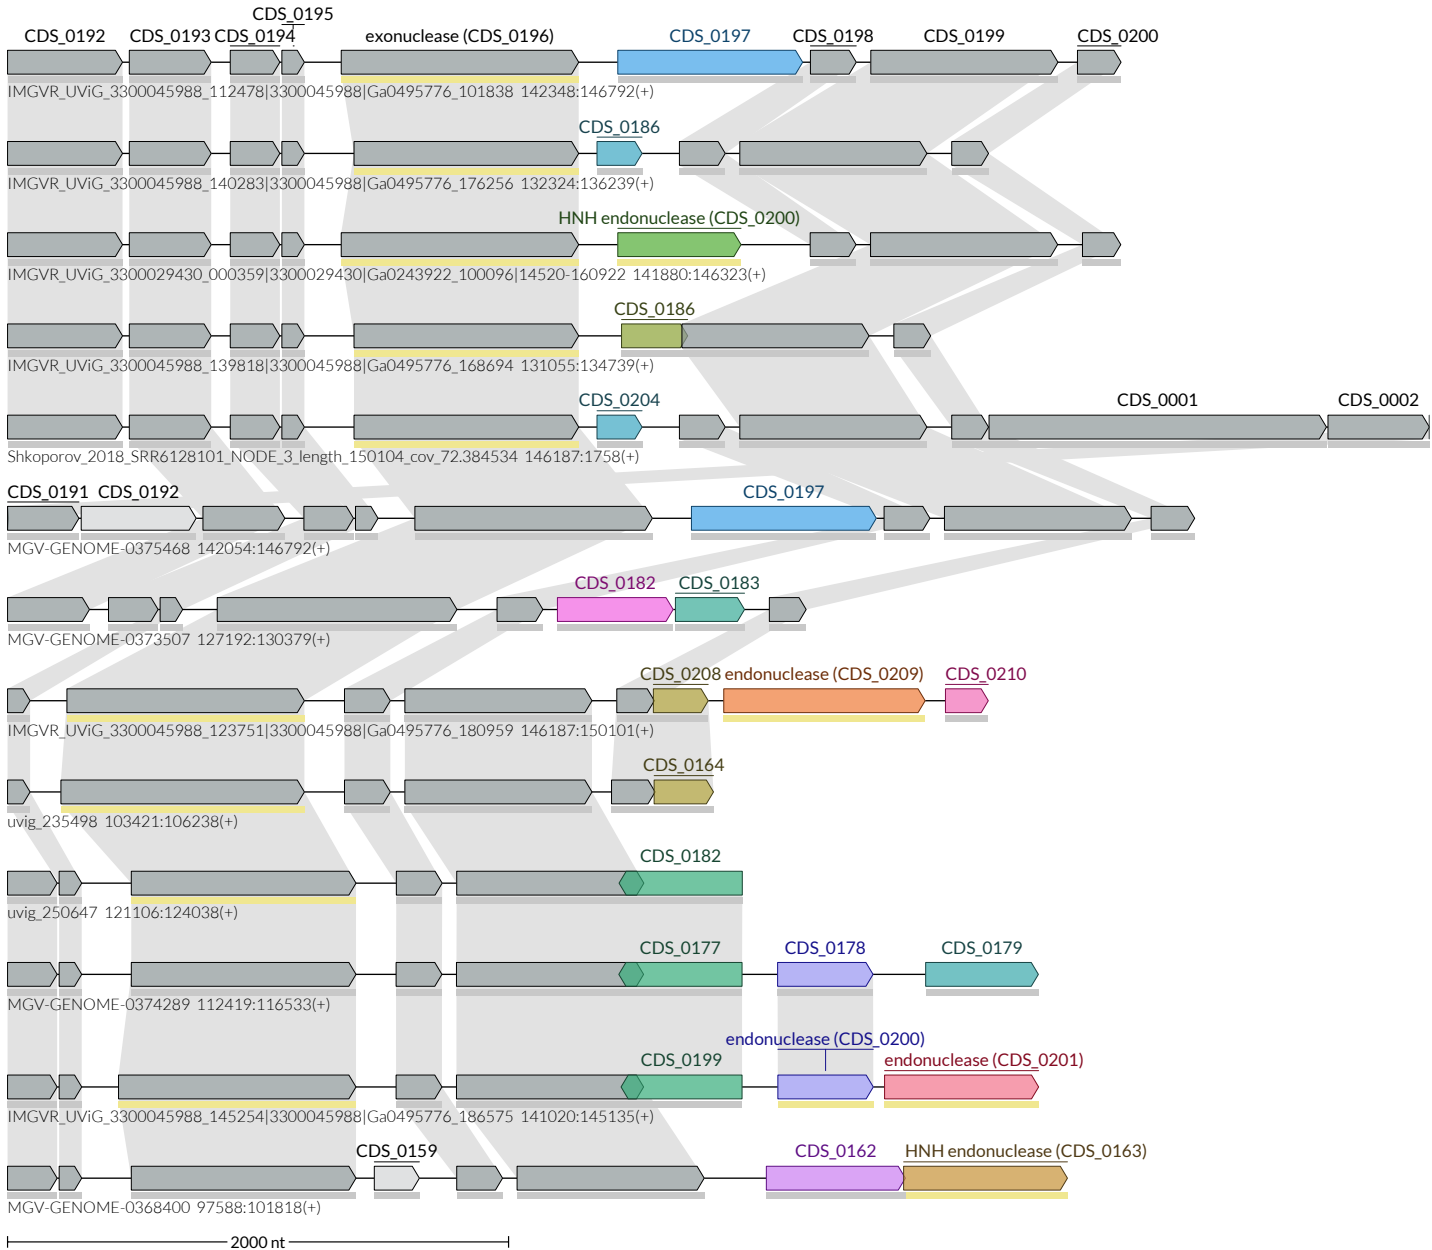 CDS_0195
CDS_0192 CDS_0193 CDS_0194 exonuclease (CDS_0196) CDS_0197 CDS_0198 CDS_0199 CDS_0200
IMGVR_UViG_3300045988_112478|3300045988|Ga0495776_101838 142348:146792(+)
CDS_0186
IMGVR_UViG_3300045988_140283|3300045988|Ga0495776_176256 132324:136239(+)
HNH endonuclease (CDS_0200)
IMGVR_UViG_3300029430_000359|3300029430|Ga0243922_100096|14520-160922 141880:146323(+)
CDS_0186
IMGVR_UViG_3300045988_139818|3300045988|Ga0495776_168694 131055:134739(+)
CDS_0204 CDS_0001 CDS_0002
Shkoporov_2018_SRR6128101_NODE_3_length_150104_cov_72.384534 146187:1758(+)
CDS_0191 CDS_0192 CDS_0197
MGV-GENOME-0375468 142054:146792(+)
CDS_0182 CDS_0183
MGV-GENOME-0373507 127192:130379(+)
CDS_0208 endonuclease (CDS_0209) CDS_0210
IMGVR_UViG_3300045988_123751|3300045988|Ga0495776_180959 146187:150101(+)
CDS_0164
uvig_235498 103421:106238(+)
CDS_0182
uvig_250647 121106:124038(+)
CDS_0177 CDS_0178 CDS_0179
MGV-GENOME-0374289 112419:116533(+)
endonuclease (CDS_0200)
CDS_0199 endonuclease (CDS_0201)
IMGVR_UViG_3300045988_145254|3300045988|Ga0495776_186575 141020:145135(+)
CDS_0159 CDS_0162 HNH endonuclease (CDS_0163)
MGV-GENOME-0368400 97588:101818(+)
2000 nt